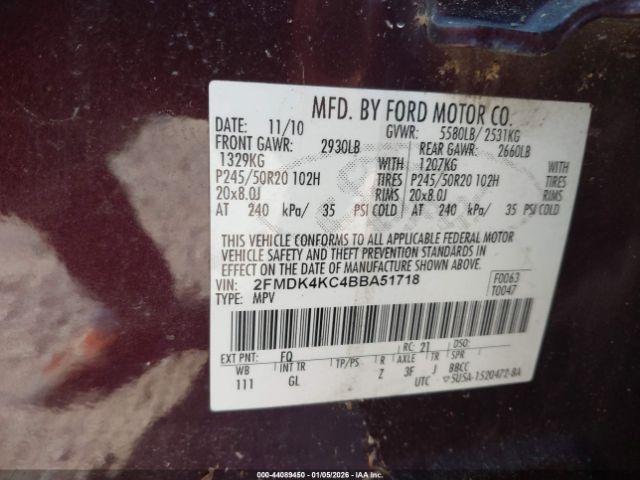 MFD. BY FORD MOTOR CO.
DATE: 11/10 GVWR: 5580LB/ 2531KG
FRONT GAWR: 2930LB REAR GAWR: 2660LB
1329KG WITH 1207KG WITH
P245/50R20 102H TIRES P245/50R20 102H TIRES
20x8.0J RIMS 20x8.0J RIMS
AT 240 kPa/ 35 PSI COLD AT 240 kPa/ 35 PSI COLD
THIS VEHICLE CONFORMS TO ALL APPLICABLE FEDERAL MOTOR
VEHICLE SAFETY AND THEFT PREVENTION STANDARDS IN
EFFECT ON THE DATE OF MANUFACTURE SHOWN ABOVE.
VIN: 2FMDK4KC4BBA51718 F0063
TYPE: MPV T0047
EXT PNT: FQ RC: 21 DSO:
WB INT TR TP/PS R AXLE TR SPR
111 GL Z 3F J BBCC
UTC ▽5USA-1520472-BA
000-44089450 | 01/05/2026 - IAA Inc.